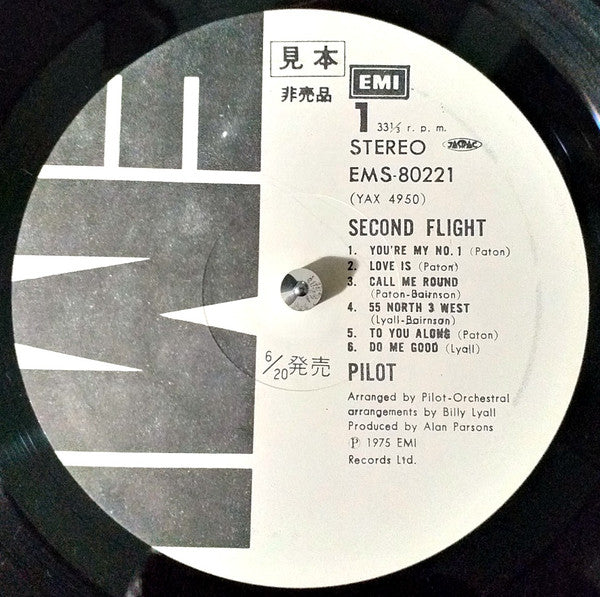 見本
非売品
EMI
1
33⅓ r. p. m.
STEREO
JASRAC
EMS-80221
(YAX 4950)
SECOND FLIGHT
1. YOU'RE MY NO. 1 (Paton)
2. LOVE IS (Paton)
3. CALL ME ROUND
(Paton-Bairnson)
4. 55 NORTH 3 WEST
(Lyall-Bairnson)
5. TO YOU ALONE (Paton)
6. DO ME GOOD (Lyall)
6/20発売
PILOT
Arranged by Pilot-Orchestral
arrangements by Billy Lyall
Produced by Alan Parsons
Ⓟ 1975 EMI
Records Ltd.